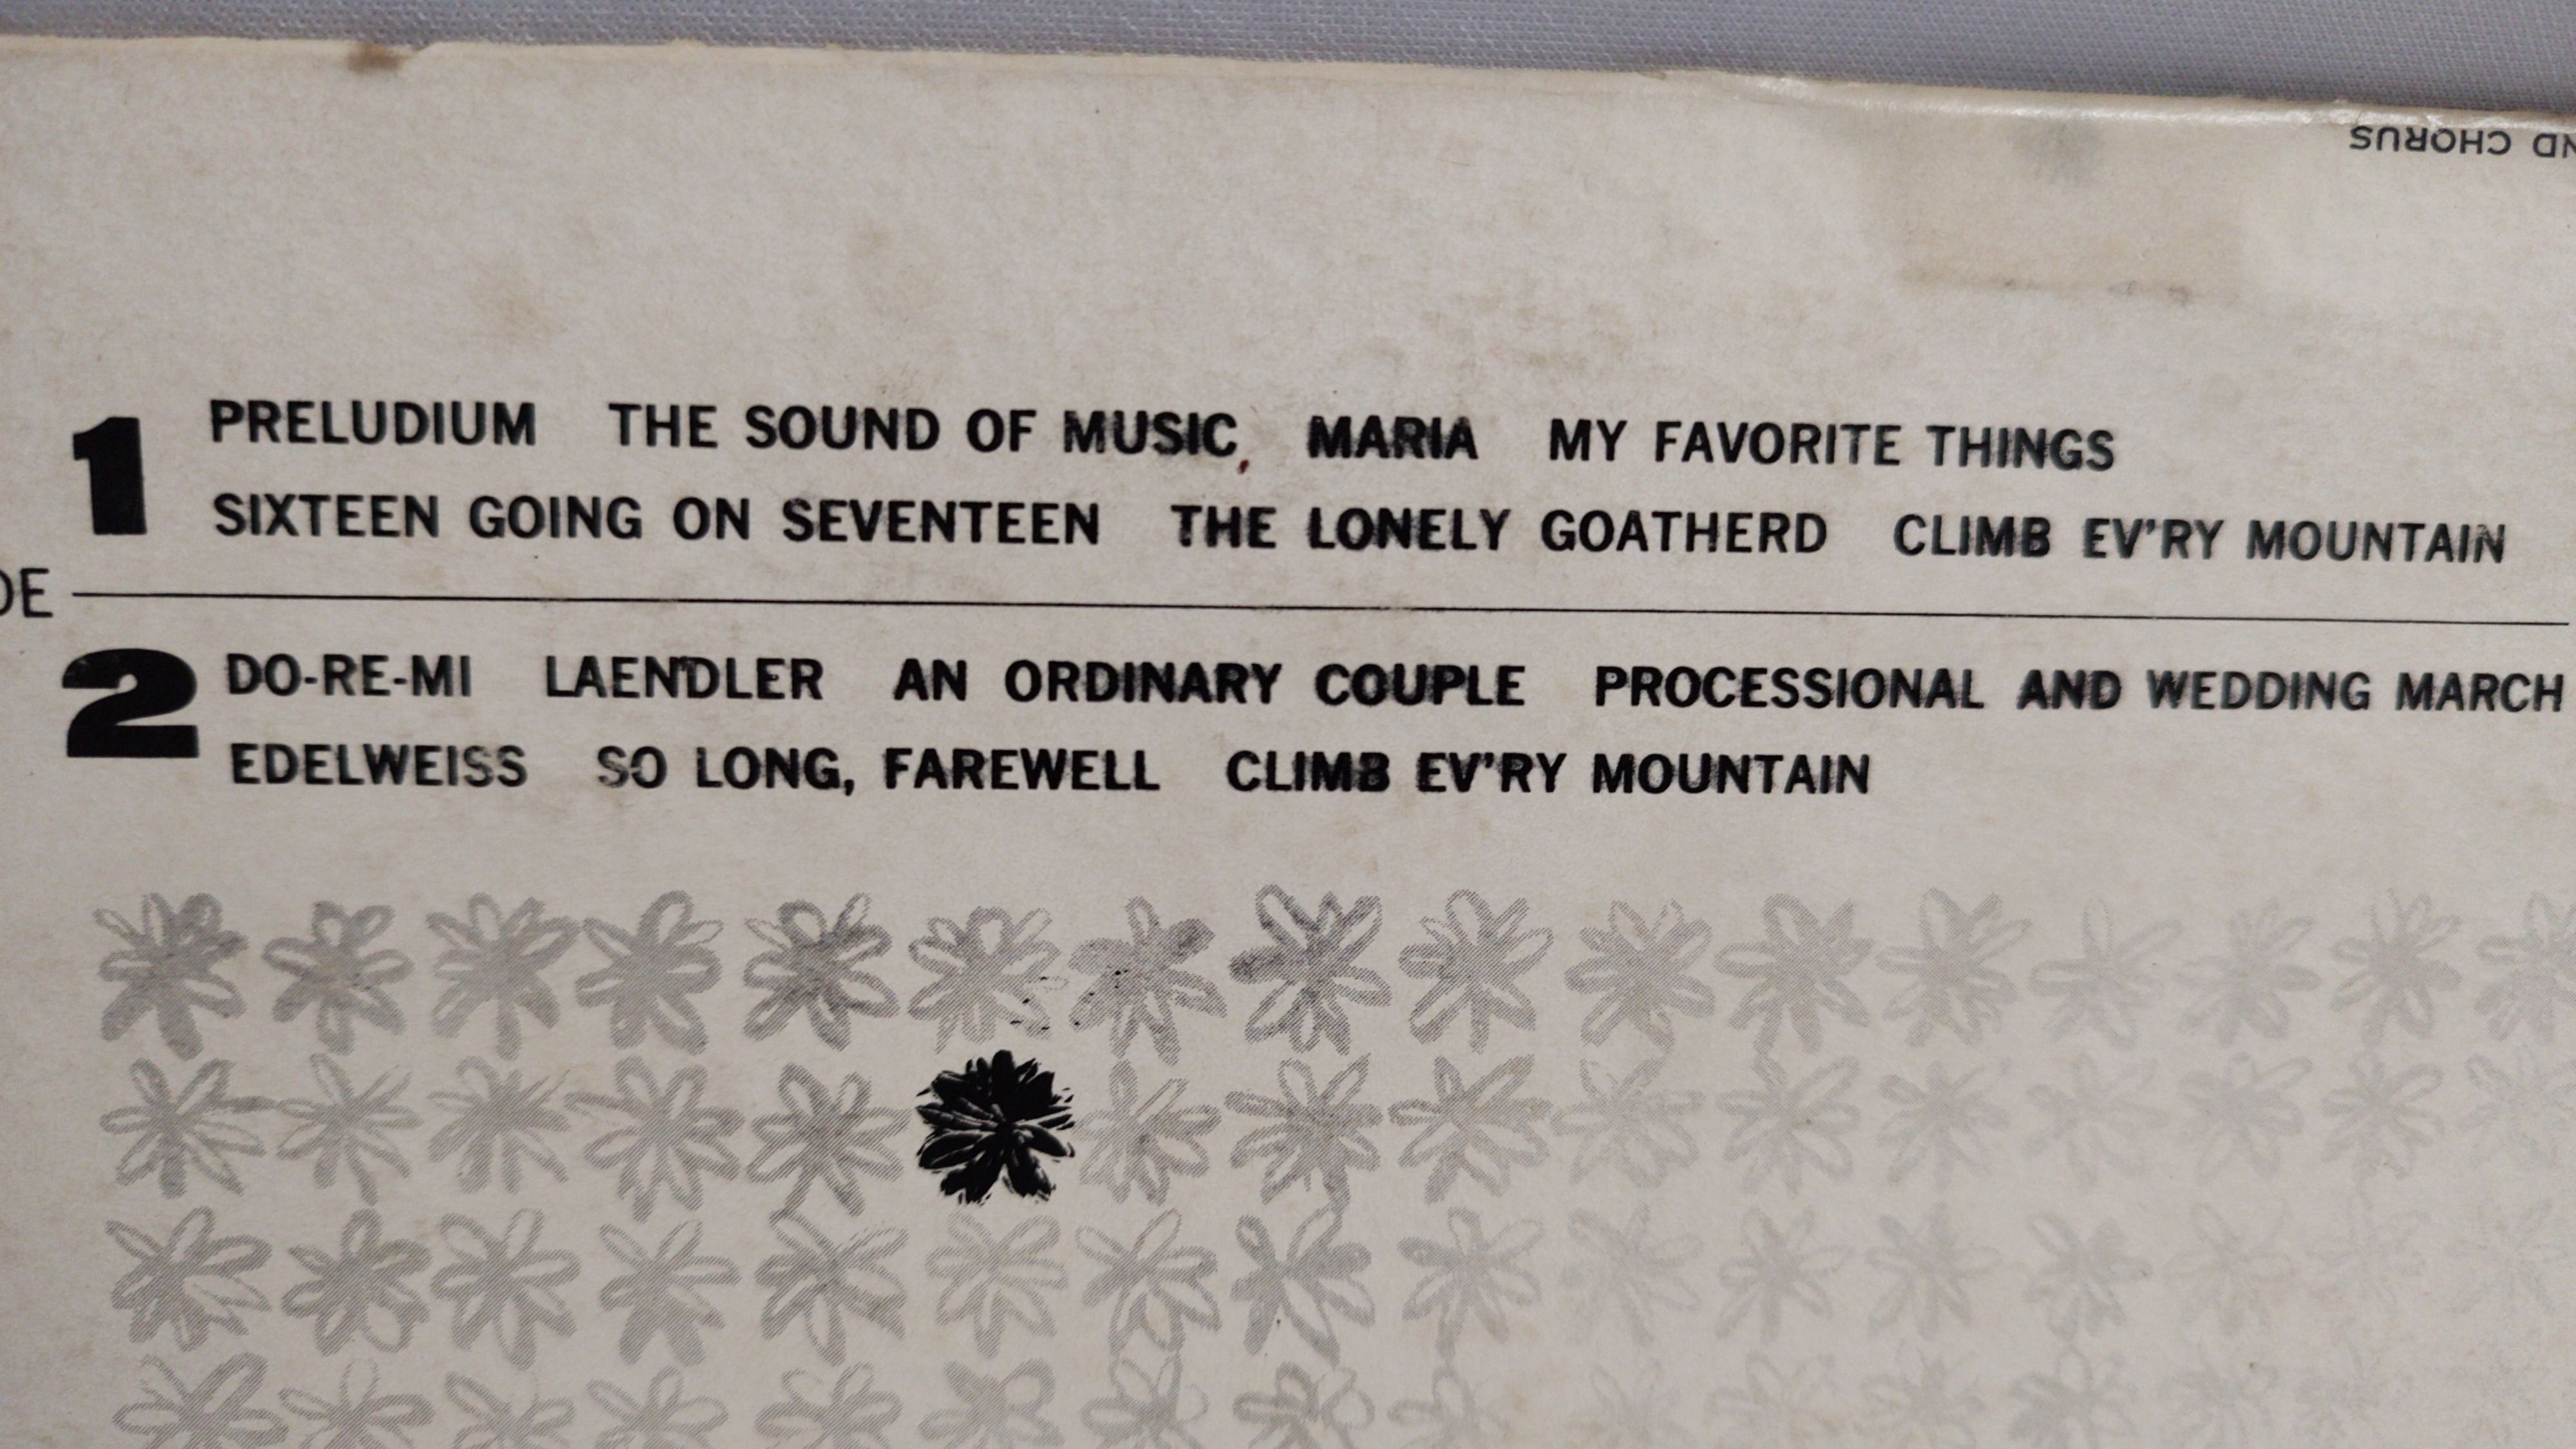 ND CHORUS
1 PRELUDIUM THE SOUND OF MUSIC MARIA MY FAVORITE THINGS
SIXTEEN GOING ON SEVENTEEN THE LONELY GOATHERD CLIMB EV'RY MOUNTAIN
DE
2 DO-RE-MI LAENDLER AN ORDINARY COUPLE PROCESSIONAL AND WEDDING MARCH
EDELWEISS SO LONG, FAREWELL CLIMB EV'RY MOUNTAIN